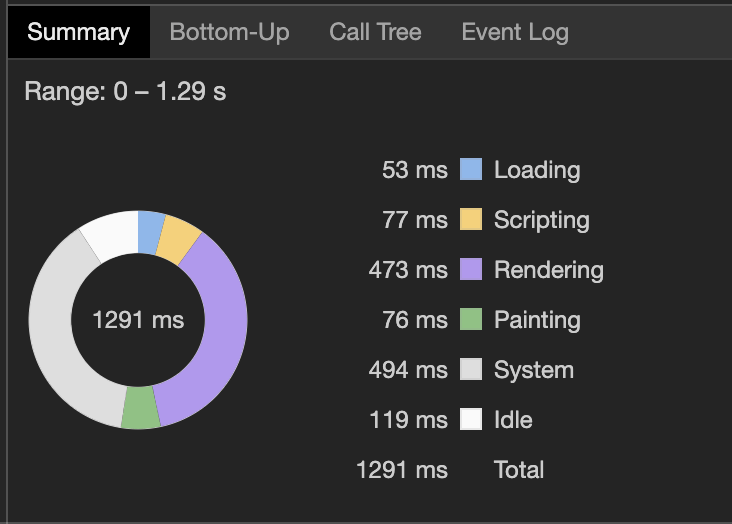 Summary Bottom-Up Call Tree Event Log
Range: 0 – 1.29 s
53 ms Loading
77 ms Scripting
473 ms Rendering
1291 ms
76 ms Painting
494 ms System
119 ms Idle
1291 ms Total